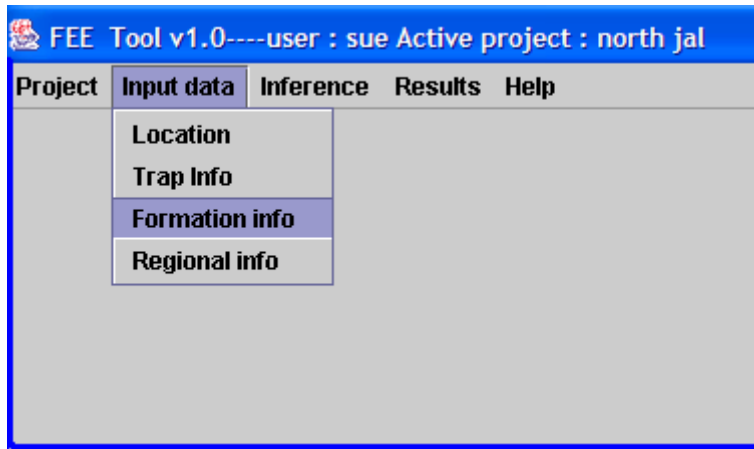 FEE Tool v1.0----user : sue Active project : north jal
Project Input data Inference Results Help
Location
Trap Info
Formation info
Regional info